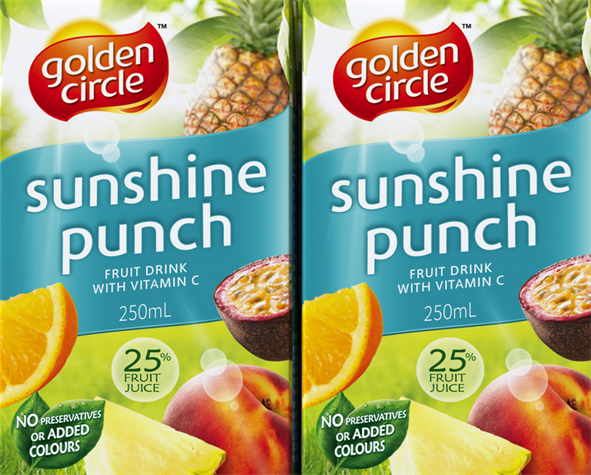 golden
circle
™
sunshine
punch
FRUIT DRINK
WITH VITAMIN C
250mL
25%
FRUIT
JUICE
NO PRESERVATIVES
OR ADDED
COLOURS
golden
circle
™
sunshine
punch
FRUIT DRINK
WITH VITAMIN C
250mL
25%
FRUIT
JUICE
NO PRESERVATIVES
OR ADDED
COLOURS